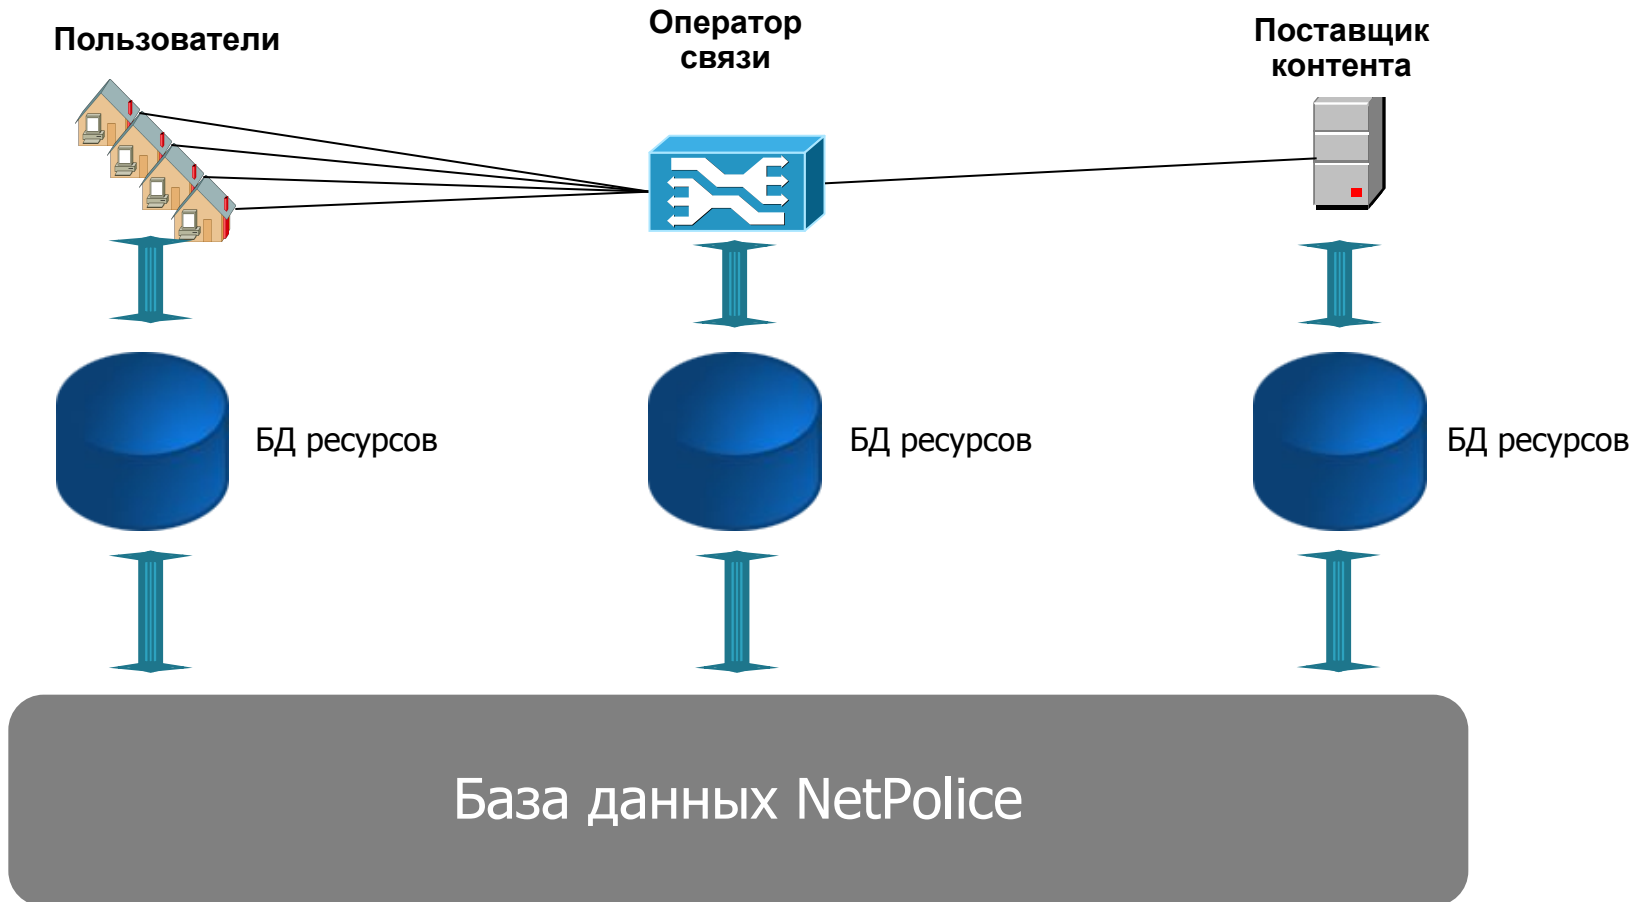 Пользователи
Оператор
связи
Поставщик
контента
БД ресурсов
БД ресурсов
БД ресурсов
База данных NetPolice